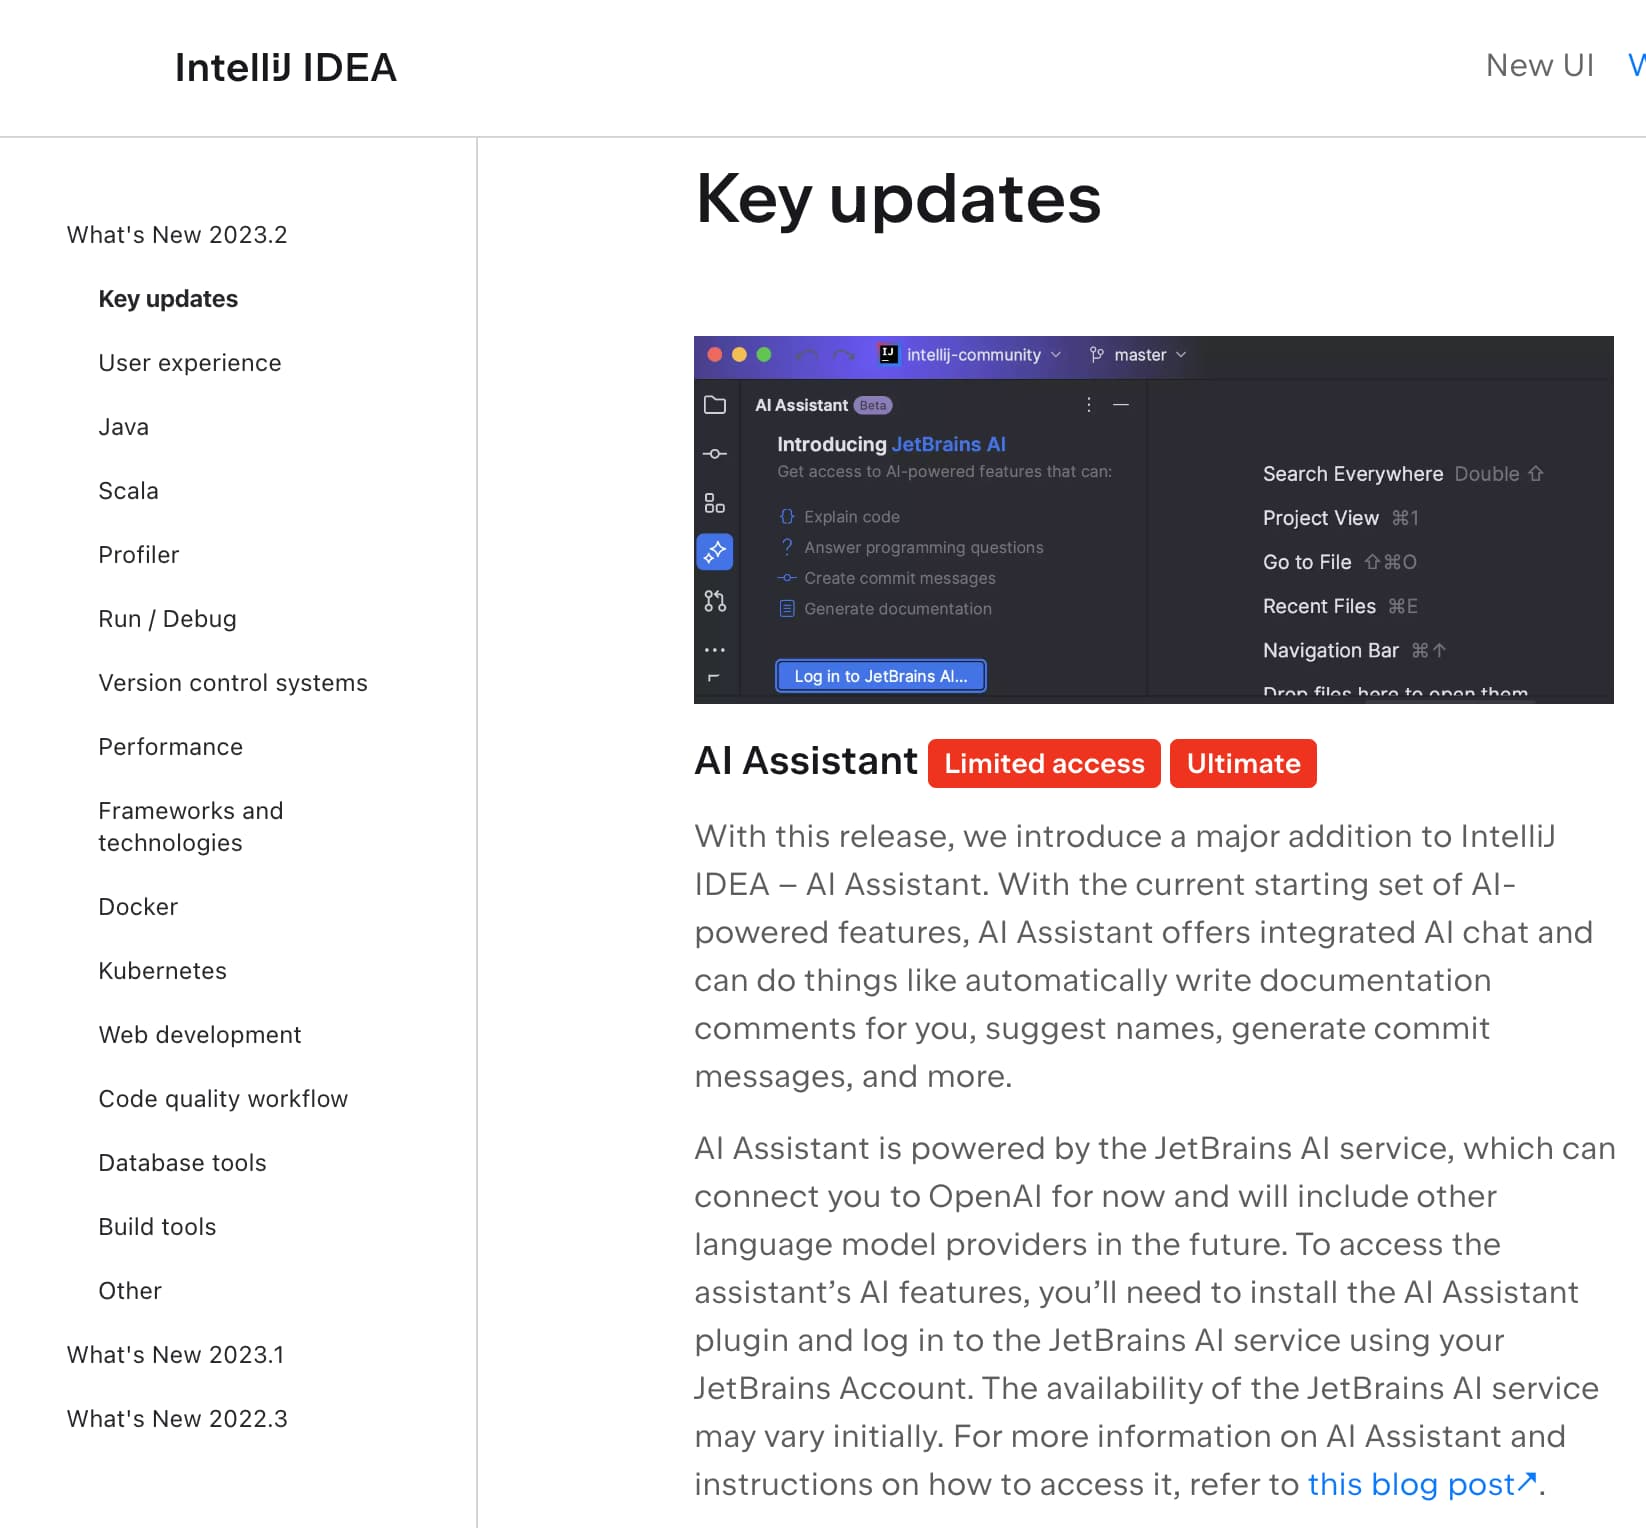 IntelliJ IDEA
New UI
What's New 2023.2
Key updates
User experience
Java
Scala
Profiler
Run / Debug
Version control systems
Performance
Frameworks and
technologies
Docker
Kubernetes
Web development
Code quality workflow
Database tools
Build tools
Other
What's New 2023.1
What's New 2022.3
Key updates
IJ intellij-community master
AI Assistant Beta
Introducing JetBrains AI
Get access to AI-powered features that can:
{} Explain code
? Answer programming questions
Create commit messages
Generate documentation
Log in to JetBrains AI...
Search Everywhere Double ⇧
Project View ⌘1
Go to File ⇧⌘O
Recent Files ⌘E
Navigation Bar ⌘↑
Drop files here to open them
AI Assistant Limited access Ultimate
With this release, we introduce a major addition to IntelliJ
IDEA – AI Assistant. With the current starting set of AI-
powered features, AI Assistant offers integrated AI chat and
can do things like automatically write documentation
comments for you, suggest names, generate commit
messages, and more.
AI Assistant is powered by the JetBrains AI service, which can
connect you to OpenAI for now and will include other
language model providers in the future. To access the
assistant’s AI features, you’ll need to install the AI Assistant
plugin and log in to the JetBrains AI service using your
JetBrains Account. The availability of the JetBrains AI service
may vary initially. For more information on AI Assistant and
instructions on how to access it, refer to this blog post↗.